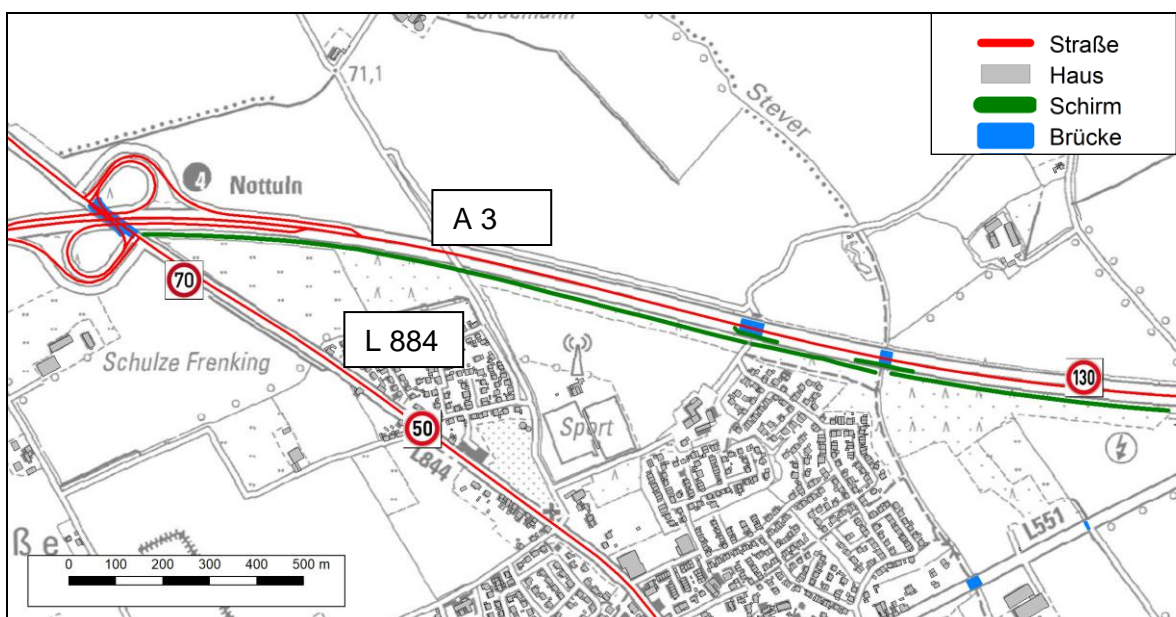 Lordemann
Straße
Haus
Schirm
Brücke
71,1
Stever
4 Nottuln
A 3
70
L 884
Schulze Frenking
130
50
Sport
L844
L551
ß e
0 100 200 300 400 500 m